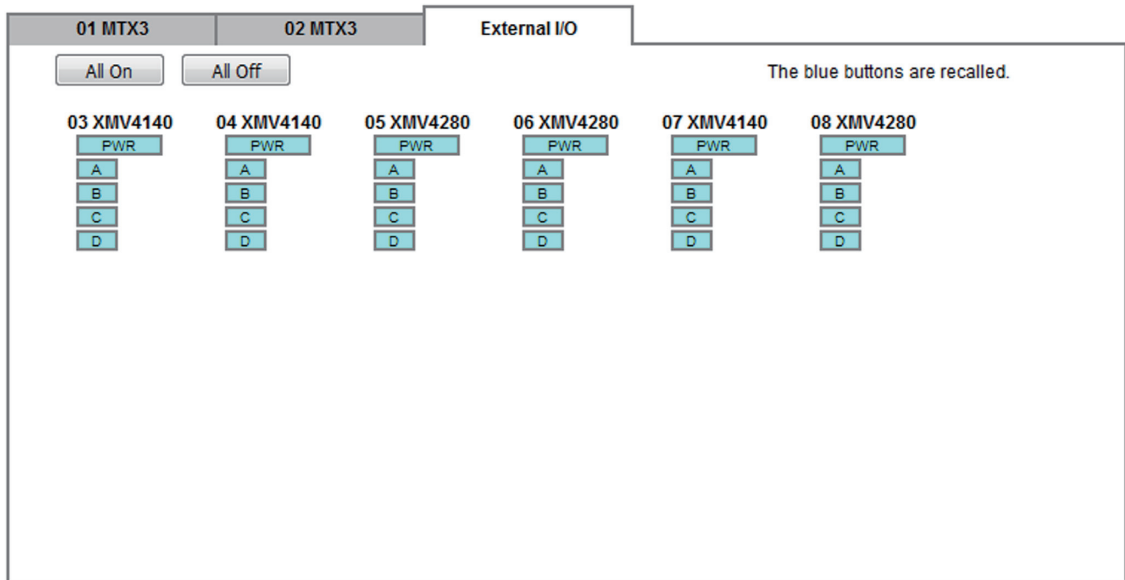 01 MTX3 02 MTX3 External I/O
All On All Off The blue buttons are recalled.
03 XMV4140 04 XMV4140 05 XMV4280 06 XMV4280 07 XMV4140 08 XMV4280
PWR PWR PWR PWR PWR PWR
A A A A A A
B B B B B B
C C C C C C
D D D D D D